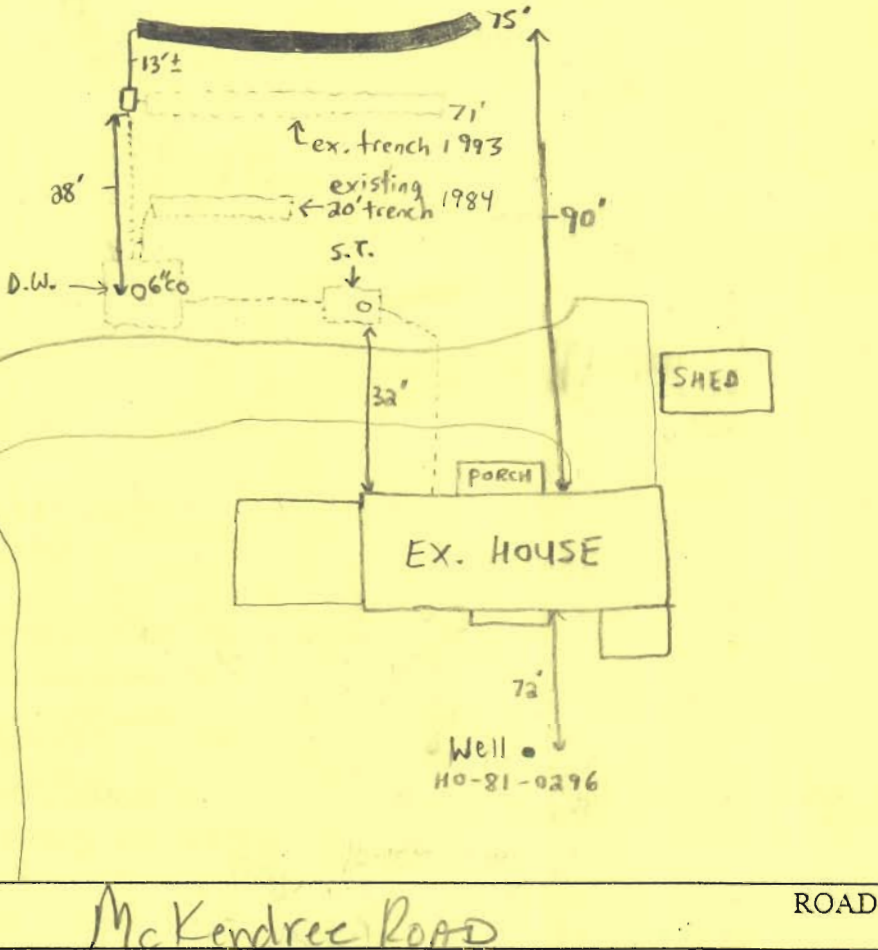 75'
13'±
71'
ex. trench 1993
28'
existing
20' trench 1984
90'
S.T.
D.W.
6"co
32'
SHED
PORCH
EX. HOUSE
72'
Well
HO-81-0296
ROAD
McKendree ROAD